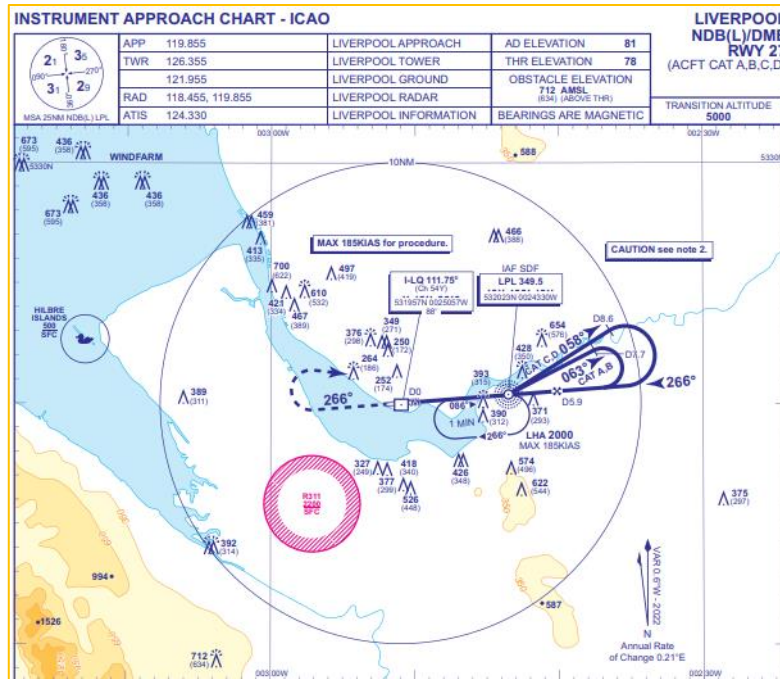 INSTRUMENT APPROACH CHART - ICAO
LIVERPOOL
NDB(L)/DME
RWY 27
(ACFT CAT A,B,C,D
APP 119.855 LIVERPOOL APPROACH
TWR 126.355 LIVERPOOL TOWER
121.955 LIVERPOOL GROUND
RAD 118.455, 119.855 LIVERPOOL RADAR
ATIS 124.330 LIVERPOOL INFORMATION
AD ELEVATION 81
THR ELEVATION 78
OBSTACLE ELEVATION
712 AMSL
(634) (ABOVE THR)
BEARINGS ARE MAGNETIC
TRANSITION ALTITUDE
5000
180°
21 35
090° 270°
31 29
360°
MSA 25NM NDB(L) LPL
003 00W
002 30W
673
(595)
5330N
436
(358)
WINDFARM
436
(358)
436
(358)
673
(595)
10NM
588
5330N
459
(381)
413
(335)
MAX 185KIAS for procedure.
466
(388)
CAUTION see note 2.
700
(622)
497
(419)
610
(532)
421
(334)
467
(389)
I-LQ 111.75°
(Ch 54Y)
531957N 0025057W
88'
IAF SDF
LPL 349.5
532023N 0024330W
HILBRE
ISLANDS
500
SFC
376
(298)
349
(271)
250
(172)
264
(186)
252
(174)
654
(576)
428
(350)
D8.6
CAT C,D 058°
D7.7
063°
CAT A,B
266°
393
(315)
D0
266°
086°
1 MIN
266°
390
(312)
371
(293)
D5.9
LHA 2000
MAX 185KIAS
389
(311)
327
(249)
377
(299)
418
(340)
526
(448)
426
(348)
574
(496)
622
(544)
375
(297)
R311
2200
SFC
392
(314)
994
1526
712
(634)
587
VAR 0.6°W - 2022
N
Annual Rate
of Change 0.21°E
003 00W
002 30W